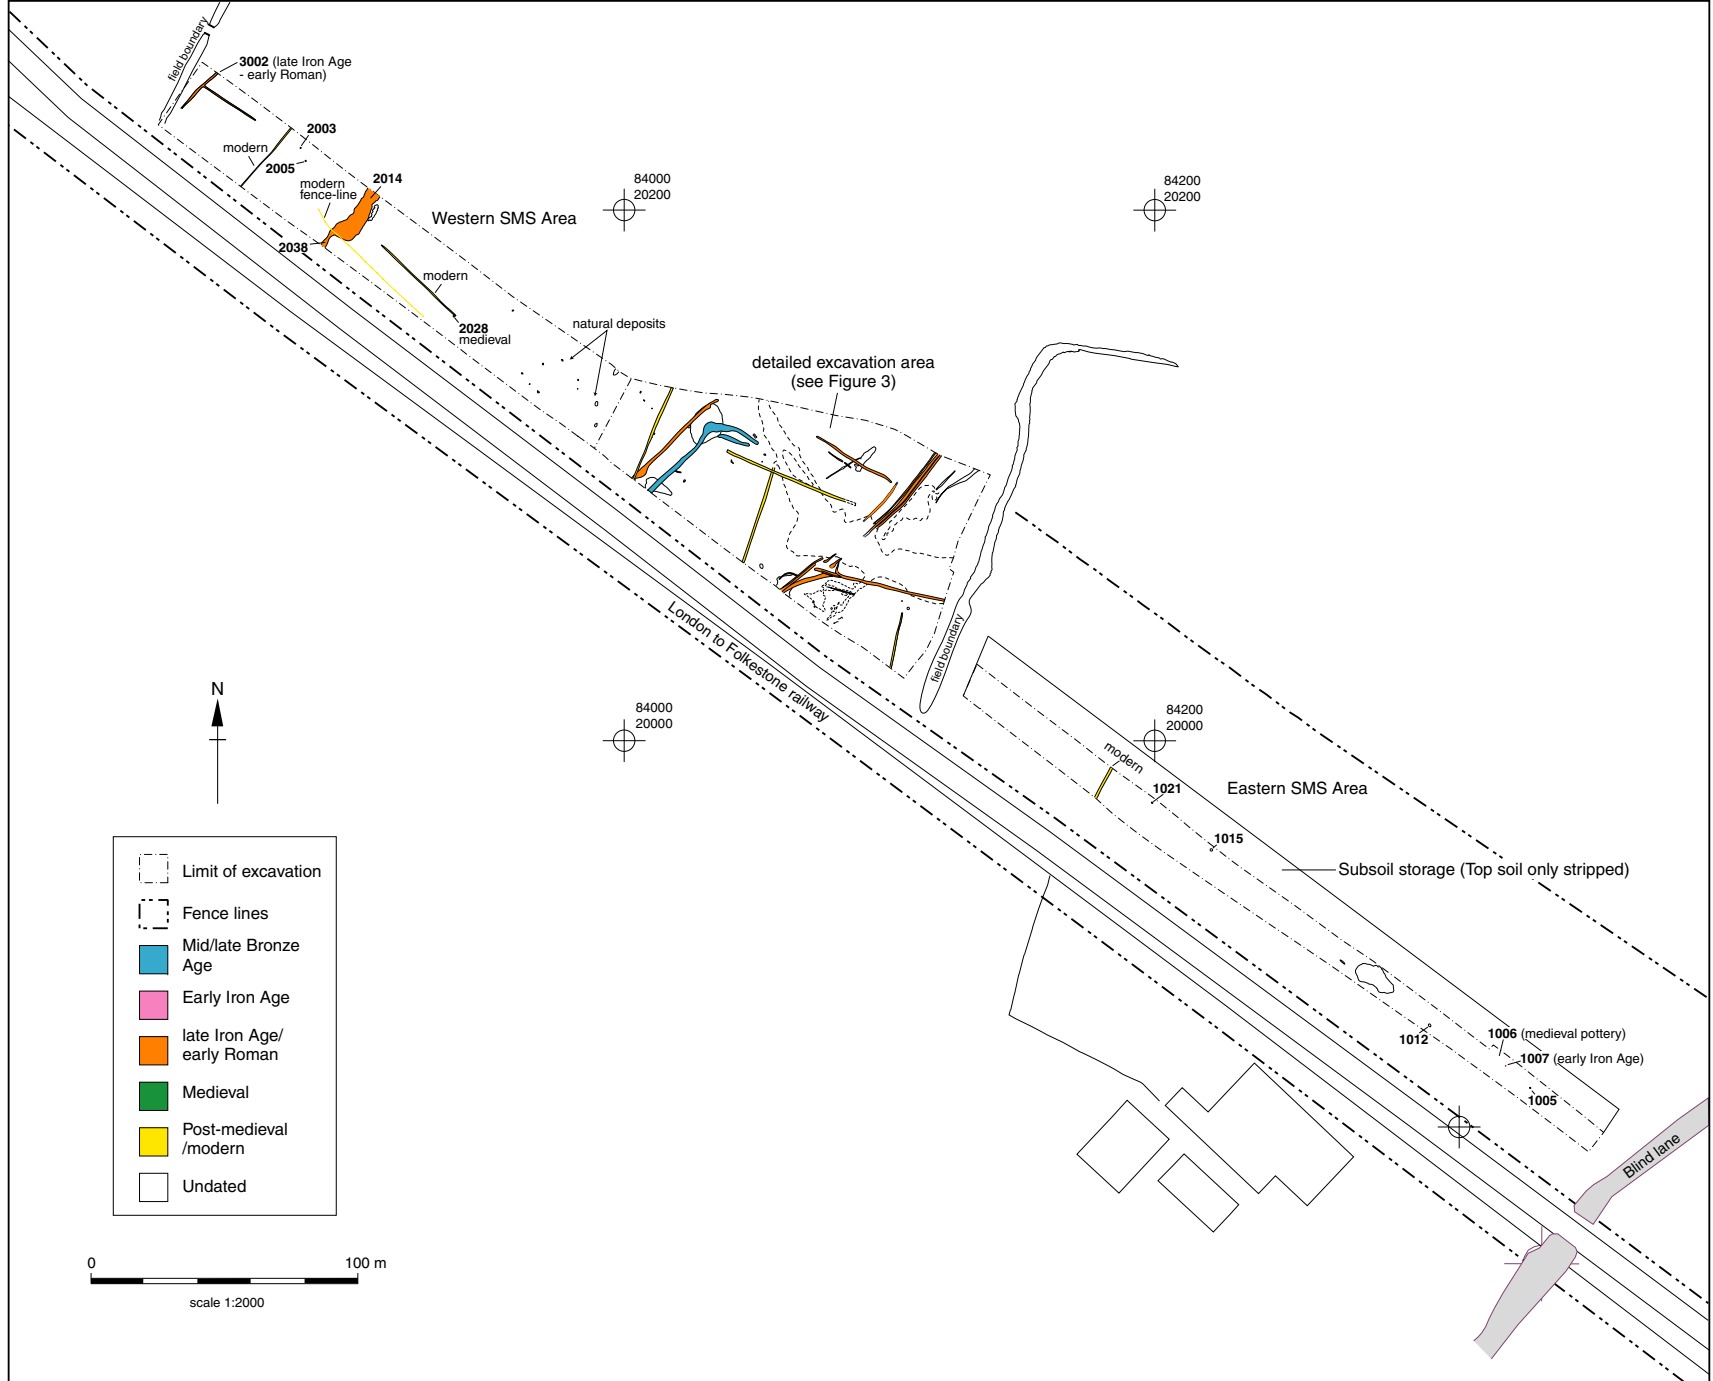 field boundary
3002 (late Iron Age
- early Roman)
2003
modern
2005
modern
fence-line
2014
2038
Western SMS Area
modern
2028
medieval
natural deposits
84000
20200
84200
20200
detailed excavation area
(see Figure 3)
field boundary
London to Folkestone railway
N
84000
20000
84200
20000
modern
1021
Eastern SMS Area
1015
Subsoil storage (Top soil only stripped)
1012
1006 (medieval pottery)
1007 (early Iron Age)
1005
Blind lane
Limit of excavation
Fence lines
Mid/late Bronze
Age
Early Iron Age
late Iron Age/
early Roman
Medieval
Post-medieval
/modern
Undated
0
100 m
scale 1:2000